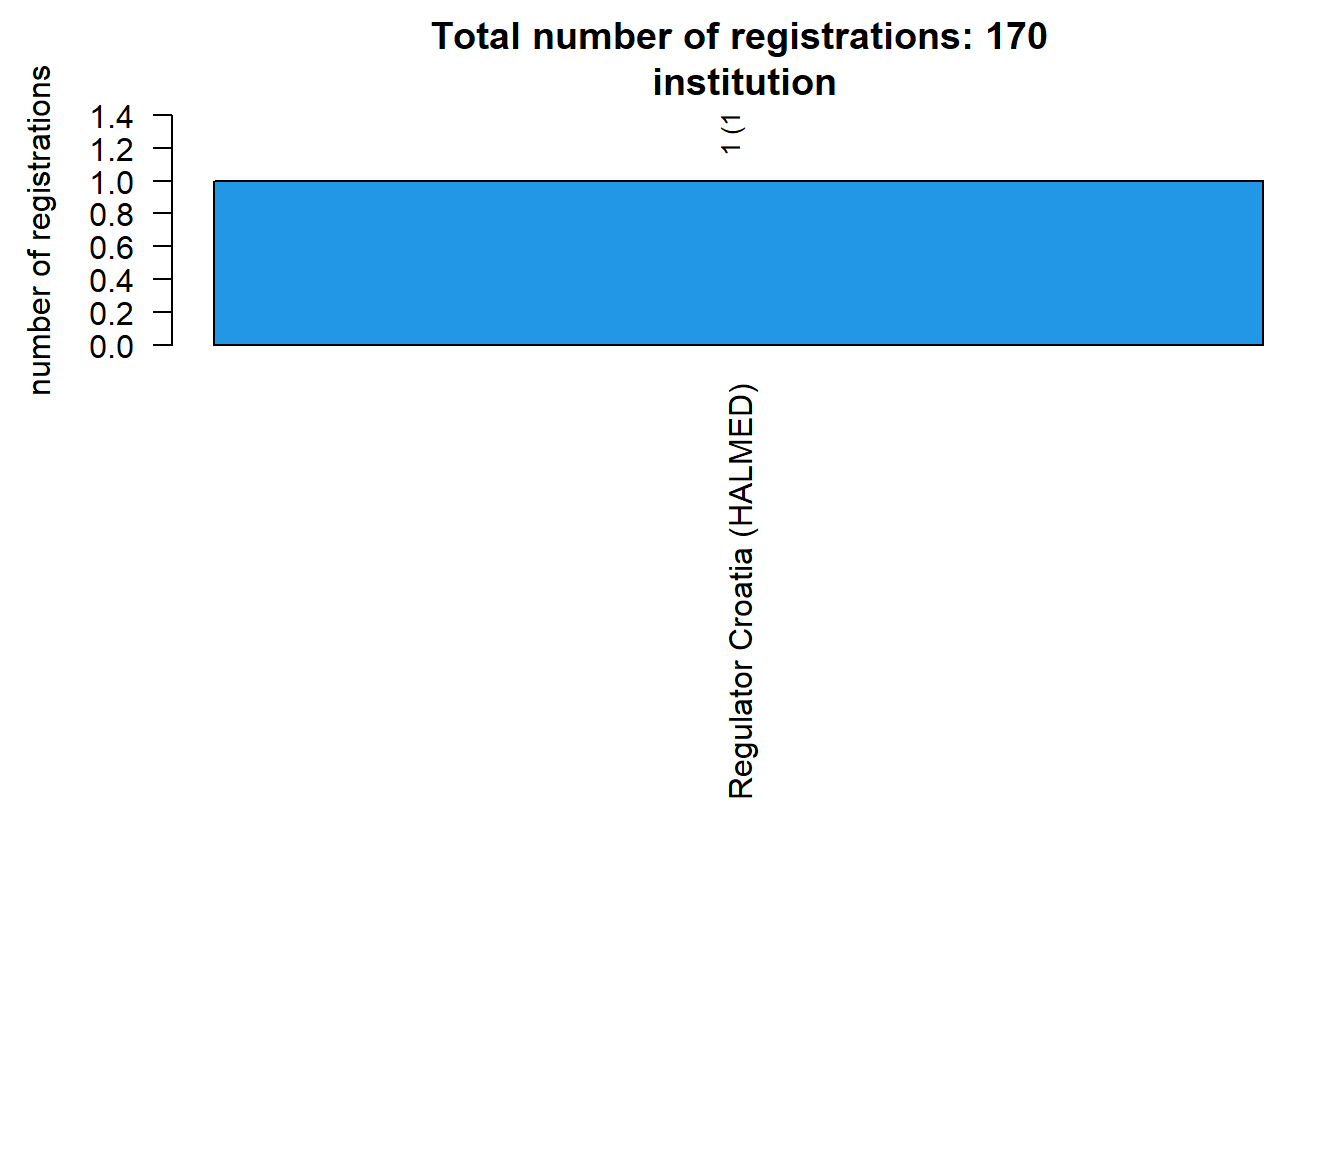 Total number of registrations: 170
institution
number of registrations
1.4
1.2
1.0
0.8
0.6
0.4
0.2
0.0
1 (1
Regulator Croatia (HALMED)